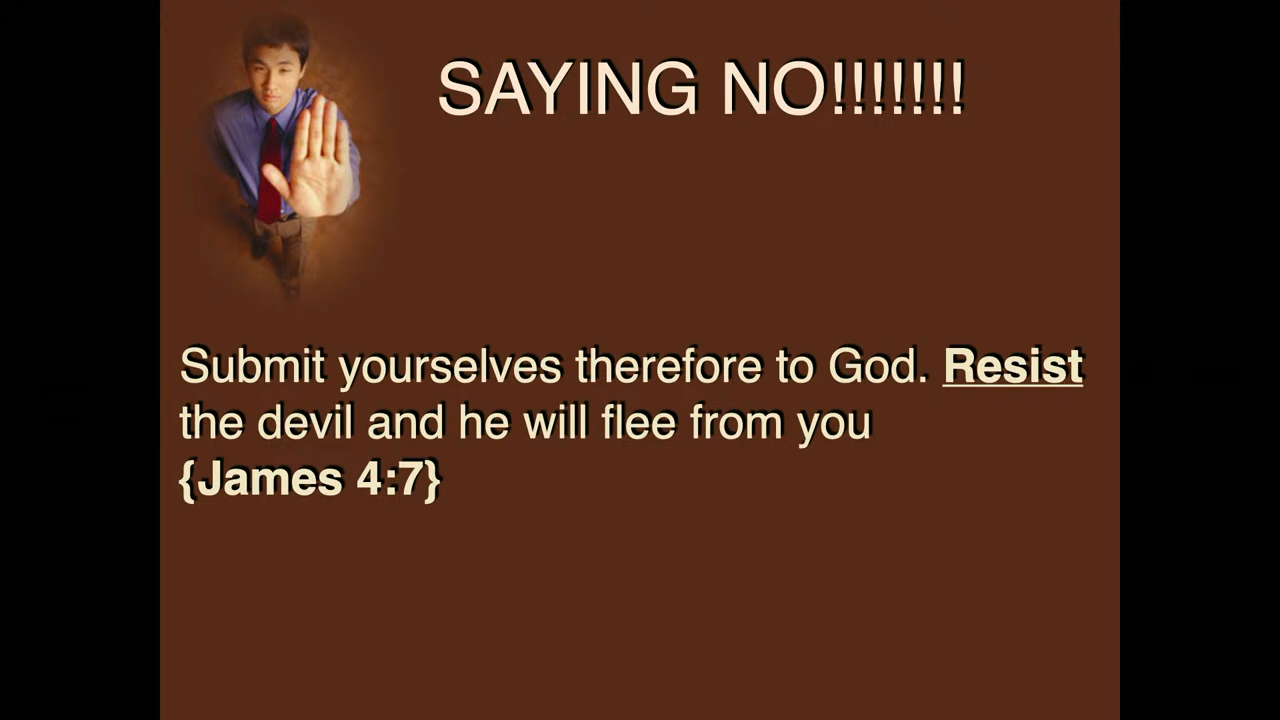 SAYING NO!!!!!!!
Submit yourselves therefore to God. Resist
the devil and he will flee from you
{James 4:7}